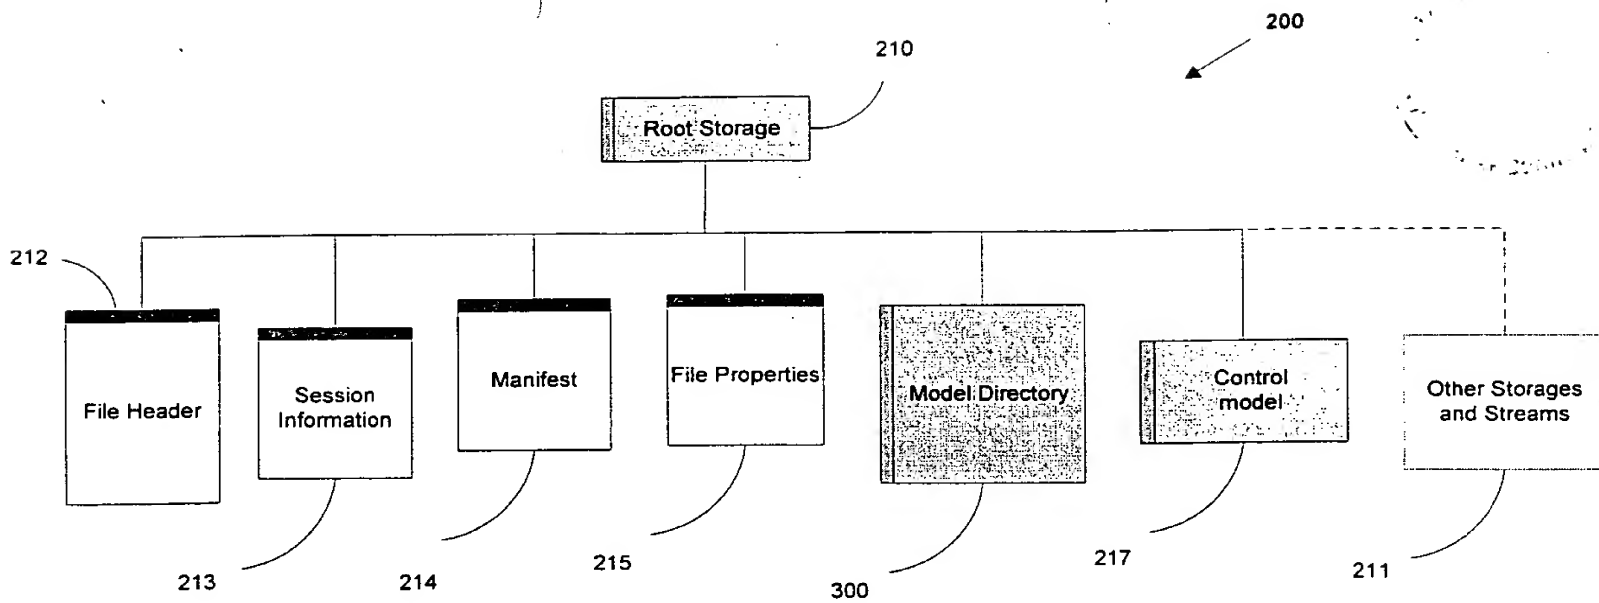 200
210
Root Storage
212
File Header
Session
Information
Manifest
File Properties
Model Directory
Control
model
Other Storages
and Streams
213
214
215
300
217
211